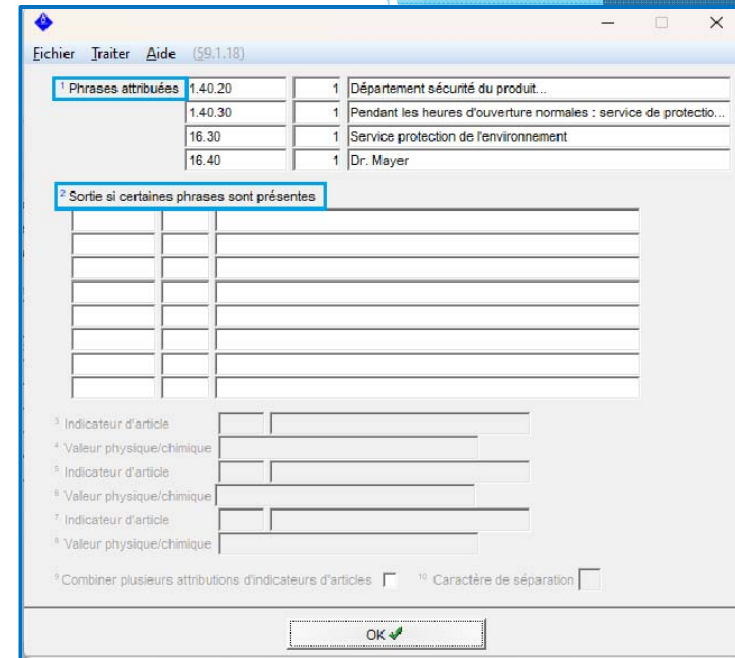 Fichier Traiter Aide (59.1.18)
¹ Phrases attribuées 1.40.20 1 Département sécurité du produit...
1.40.30 1 Pendant les heures d'ouverture normales : service de protectio...
16.30 1 Service protection de l'environnement
16.40 1 Dr. Mayer
² Sortie si certaines phrases sont présentes
³ Indicateur d'article
⁴ Valeur physique/chimique
⁵ Indicateur d'article
⁶ Valeur physique/chimique
⁷ Indicateur d'article
⁸ Valeur physique/chimique
⁹ Combiner plusieurs attributions d'indicateurs d'articles ¹⁰ Caractère de séparation
OK